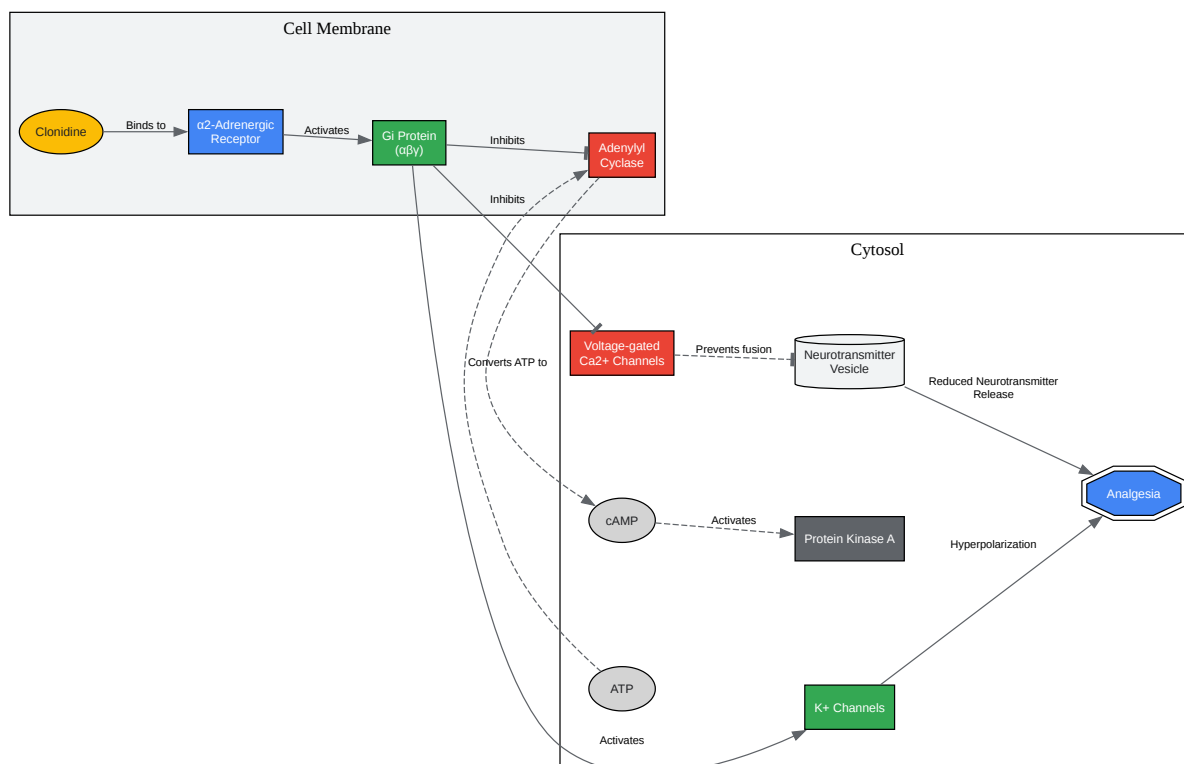 Cell Membrane
Clonidine
Binds to
α2-Adrenergic
Receptor
Activates
Gi Protein
(αβγ)
Inhibits
Adenylyl
Cyclase
Inhibits
Cytosol
Voltage-gated
Ca2+ Channels
Prevents fusion
Neurotransmitter
Vesicle
Reduced Neurotransmitter
Release
Converts ATP to
Analgesia
cAMP
Activates
Protein Kinase A
Hyperpolarization
ATP
K+ Channels
Activates